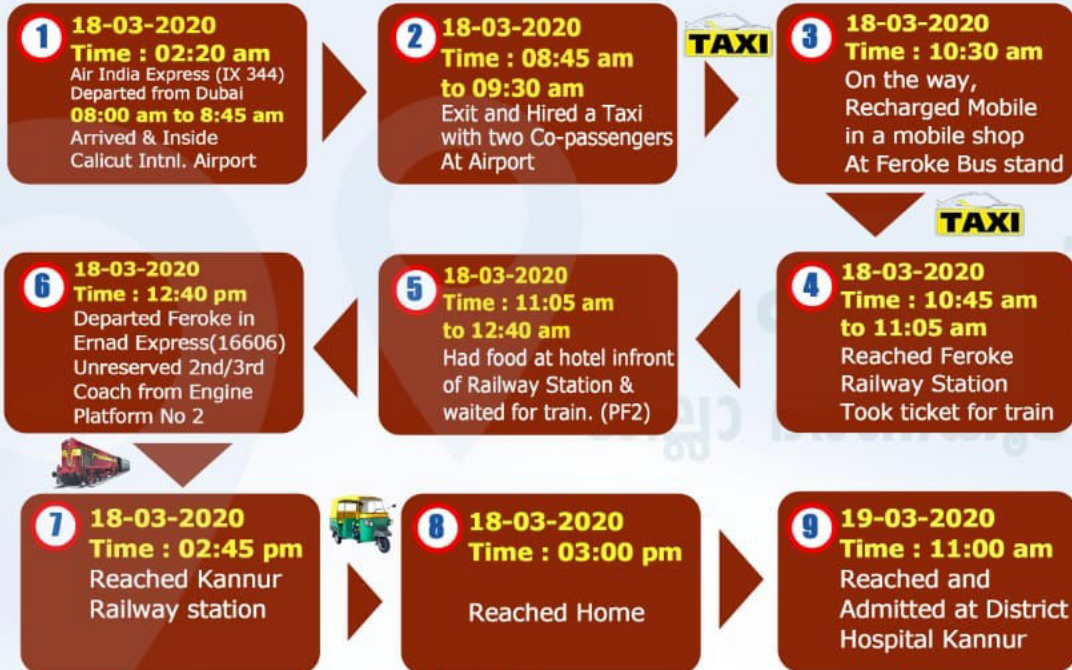 1
18-03-2020
Time : 02:20 am
Air India Express (IX 344)
Departed from Dubai
08:00 am to 8:45 am
Arrived & Inside
Calicut Intnl. Airport
2
18-03-2020
Time : 08:45 am
to 09:30 am
Exit and Hired a Taxi
with two Co-passengers
At Airport
TAXI
3
18-03-2020
Time : 10:30 am
On the way,
Recharged Mobile
in a mobile shop
At Feroke Bus stand
TAXI
4
18-03-2020
Time : 10:45 am
to 11:05 am
Reached Feroke
Railway Station
Took ticket for train
5
18-03-2020
Time : 11:05 am
to 12:40 am
Had food at hotel infront
of Railway Station &
waited for train. (PF2)
6
18-03-2020
Time : 12:40 pm
Departed Feroke in
Ernad Express(16606)
Unreserved 2nd/3rd
Coach from Engine
Platform No 2
7
18-03-2020
Time : 02:45 pm
Reached Kannur
Railway station
8
18-03-2020
Time : 03:00 pm
Reached Home
9
19-03-2020
Time : 11:00 am
Reached and
Admitted at District
Hospital Kannur